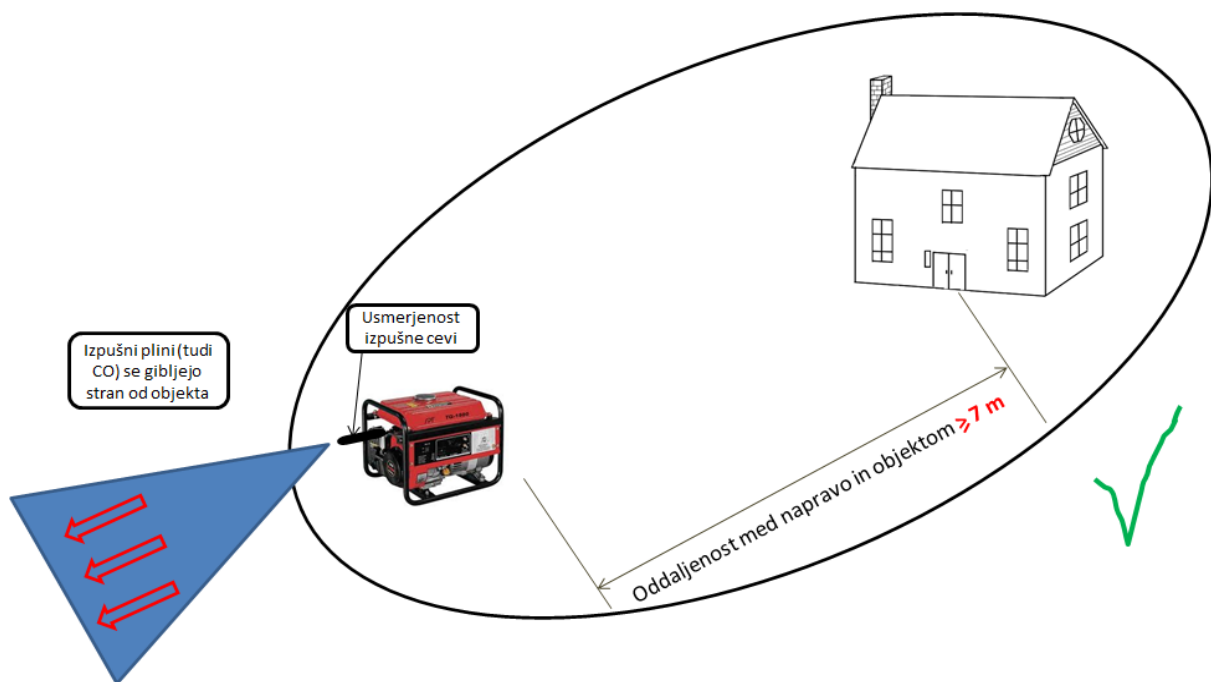 Usmerjenost
izpušne cevi
Izpušni plini (tudi
CO) se gibljejo
stran od objekta
Oddaljenost med napravo in objektom ⩾7 m